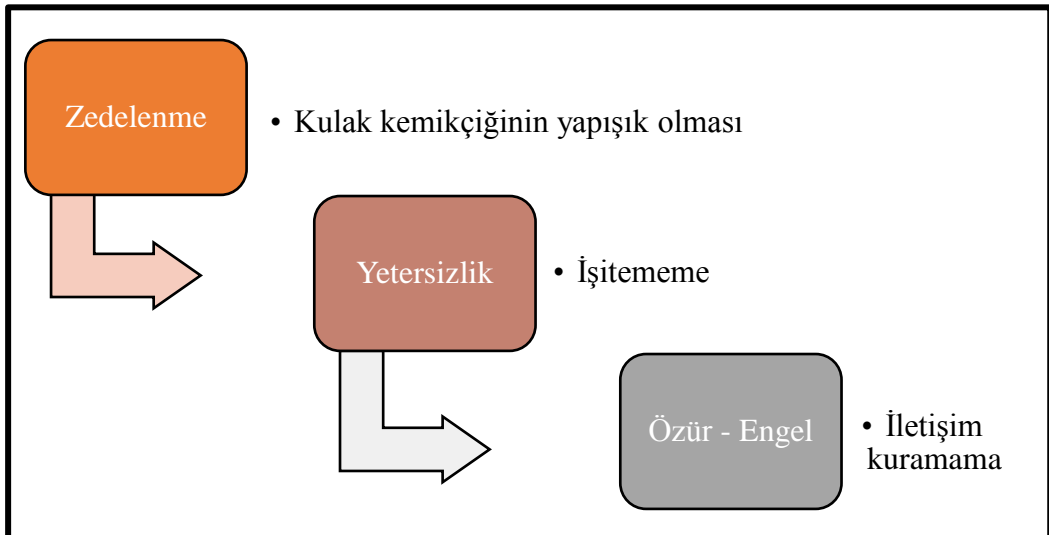 Zedelenme
• Kulak kemikçiğinin yapışık olması
Yetersizlik
• İşitememe
Özür - Engel
• İletişim
kuramama